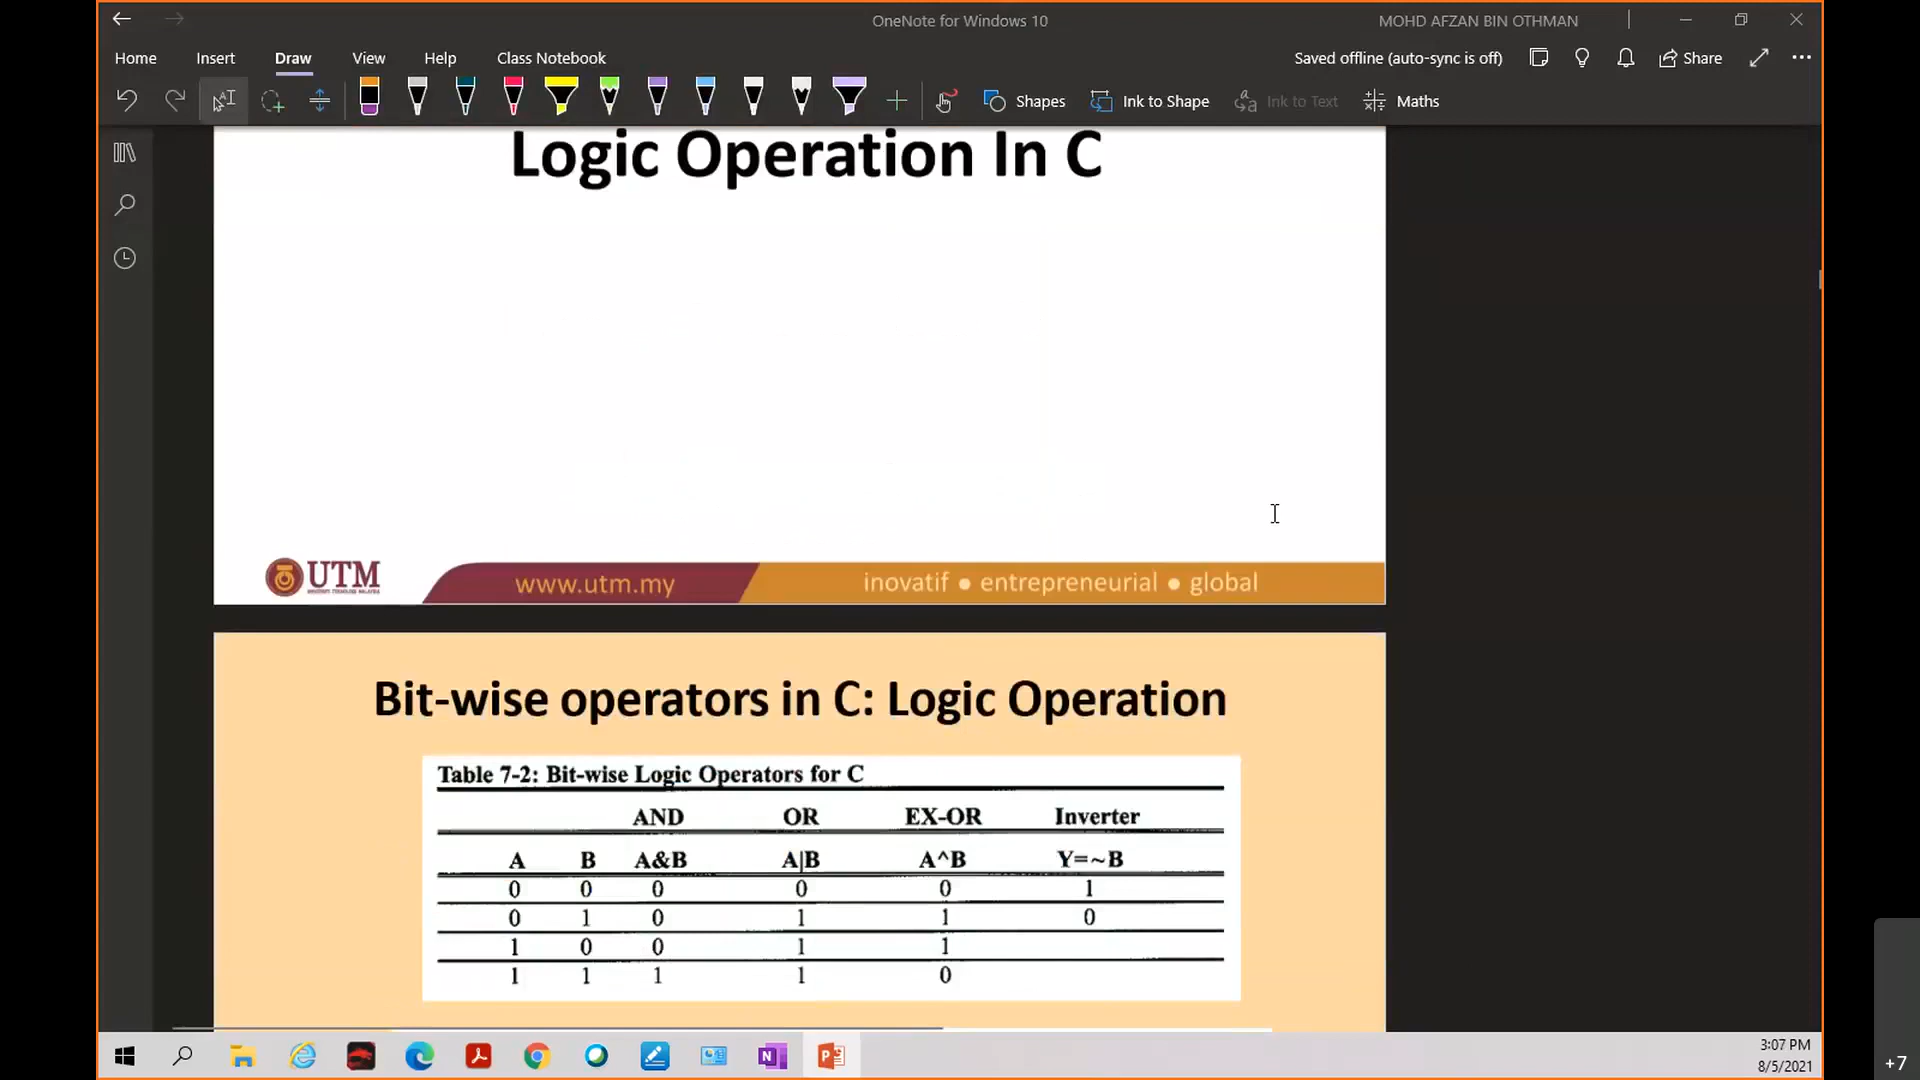 OneNote for Windows 10
MOHD AFZAN BIN OTHMAN
Home Insert Draw View Help Class Notebook
Saved offline (auto-sync is off) Share
Shapes Ink to Shape Ink to Text Maths
Logic Operation In C
UTM
www.utm.my
inovatif ● entrepreneurial ● global
Bit-wise operators in C: Logic Operation
Table 7-2: Bit-wise Logic Operators for C
AND OR EX-OR Inverter
A B A&B A|B A^B Y=~B
0 0 0 0 0 1
0 1 0 1 1 0
1 0 0 1 1
1 1 1 1 0
3:07 PM
8/5/2021
+7